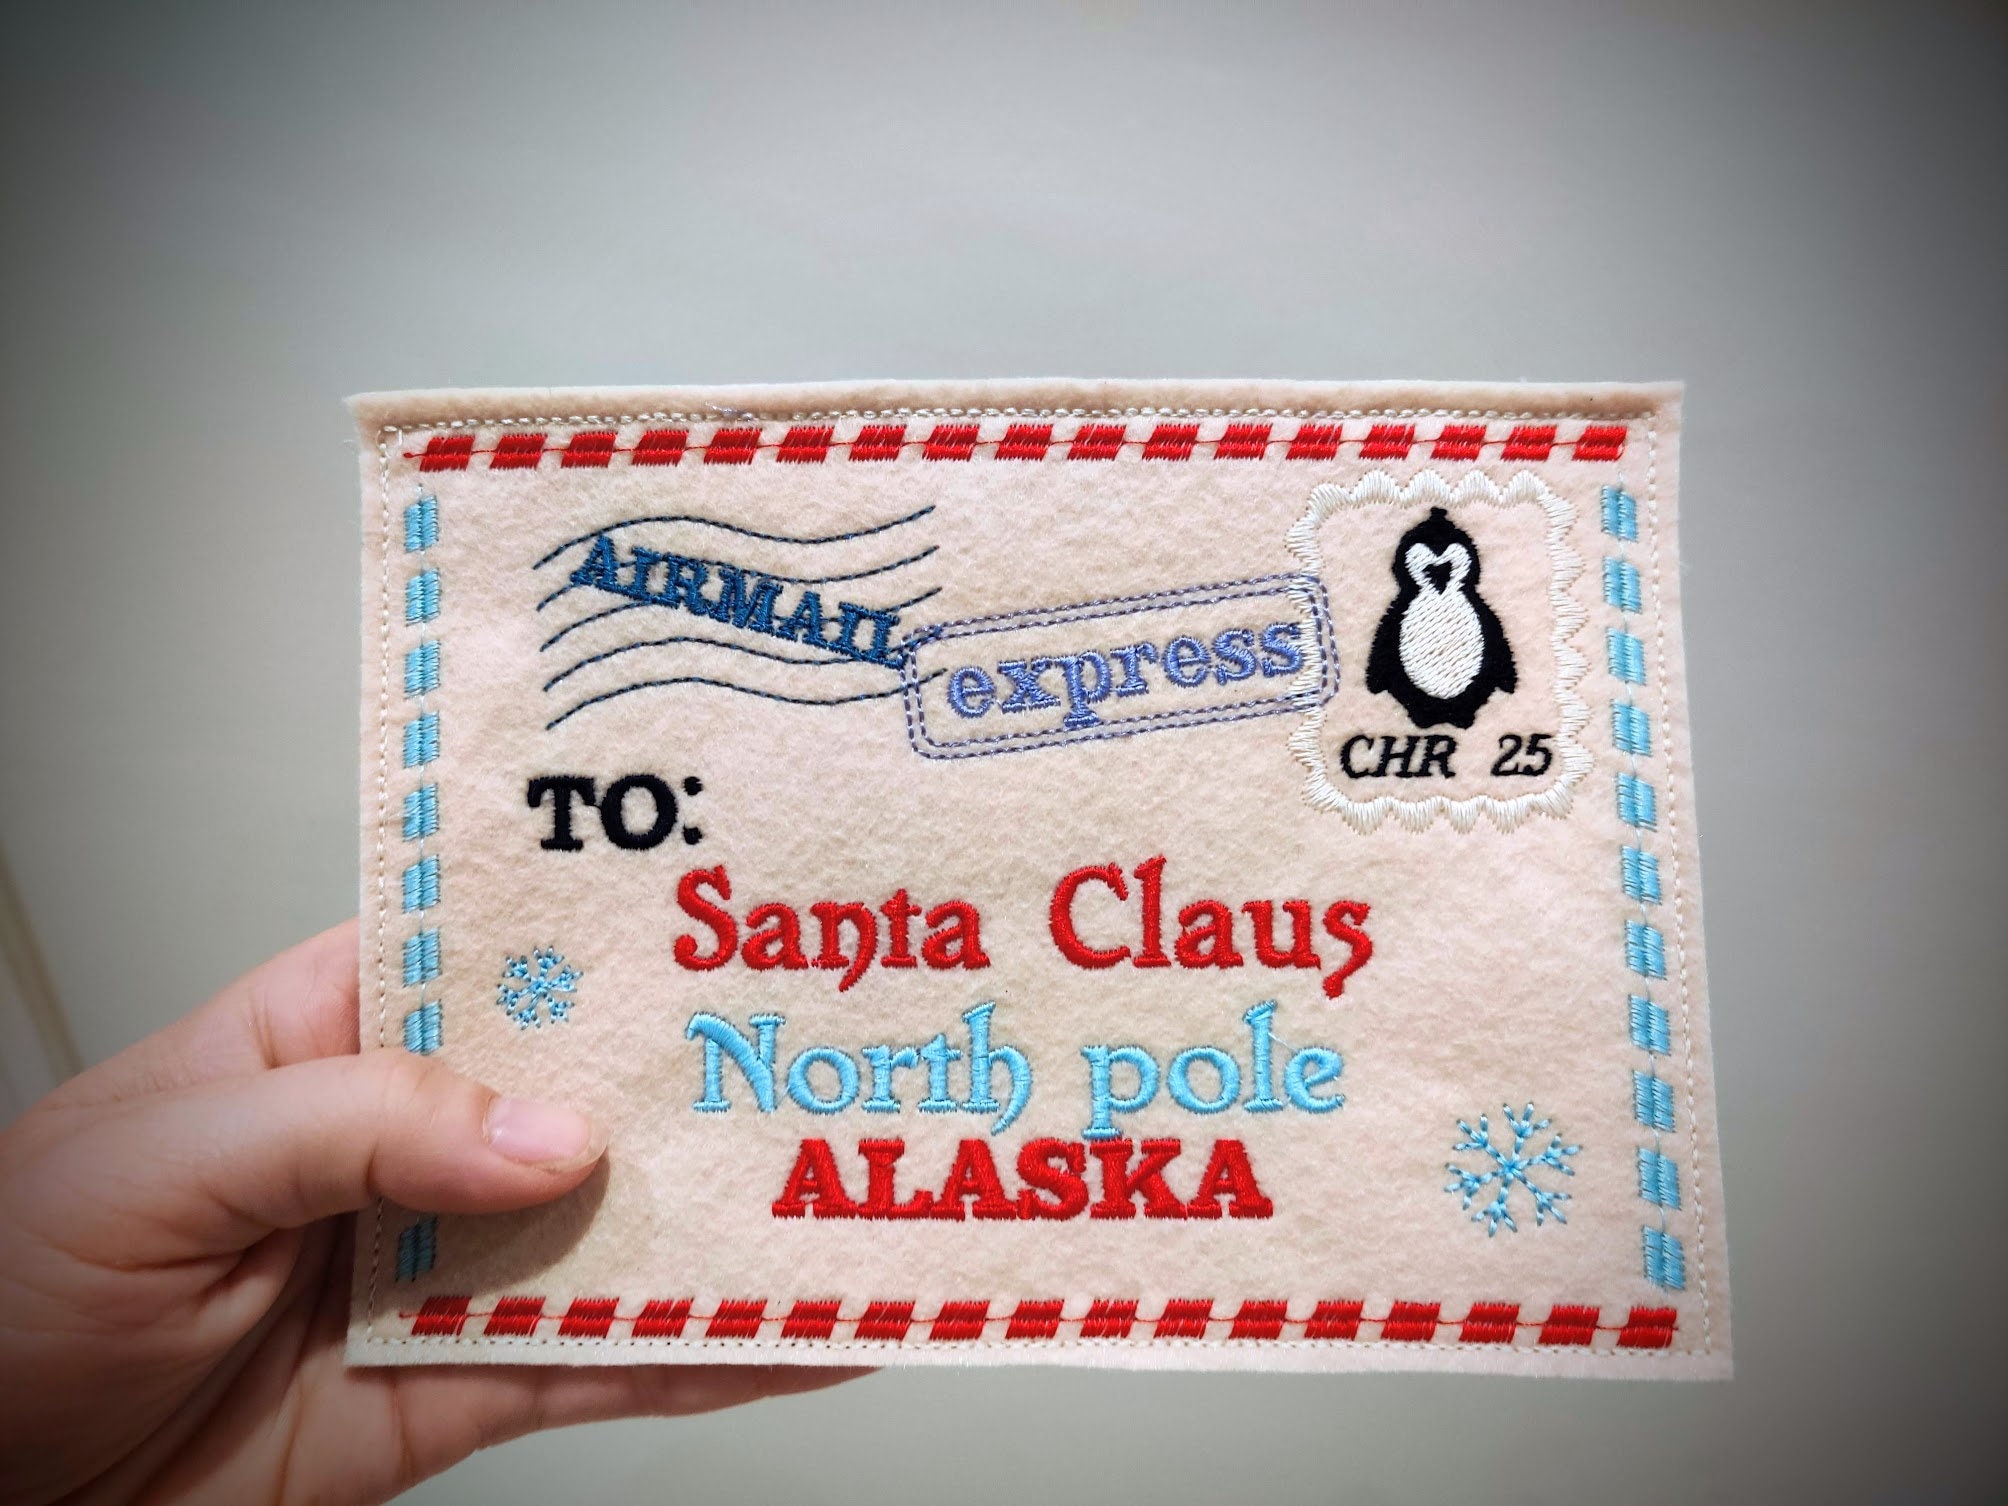 AIRMAIL
express
CHR 25
TO:
Santa Claus
North pole
ALASKA